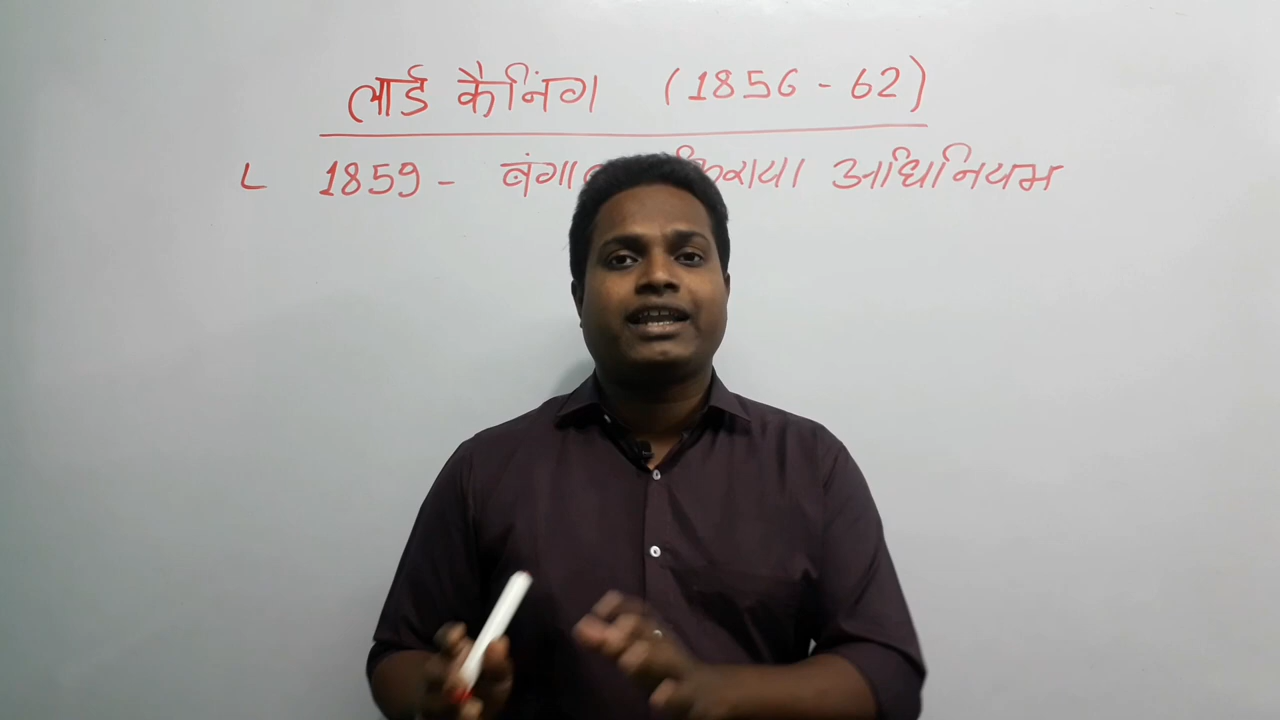 लार्ड कैनिंग (1856 - 62)
1859 - किराया अधिनियम